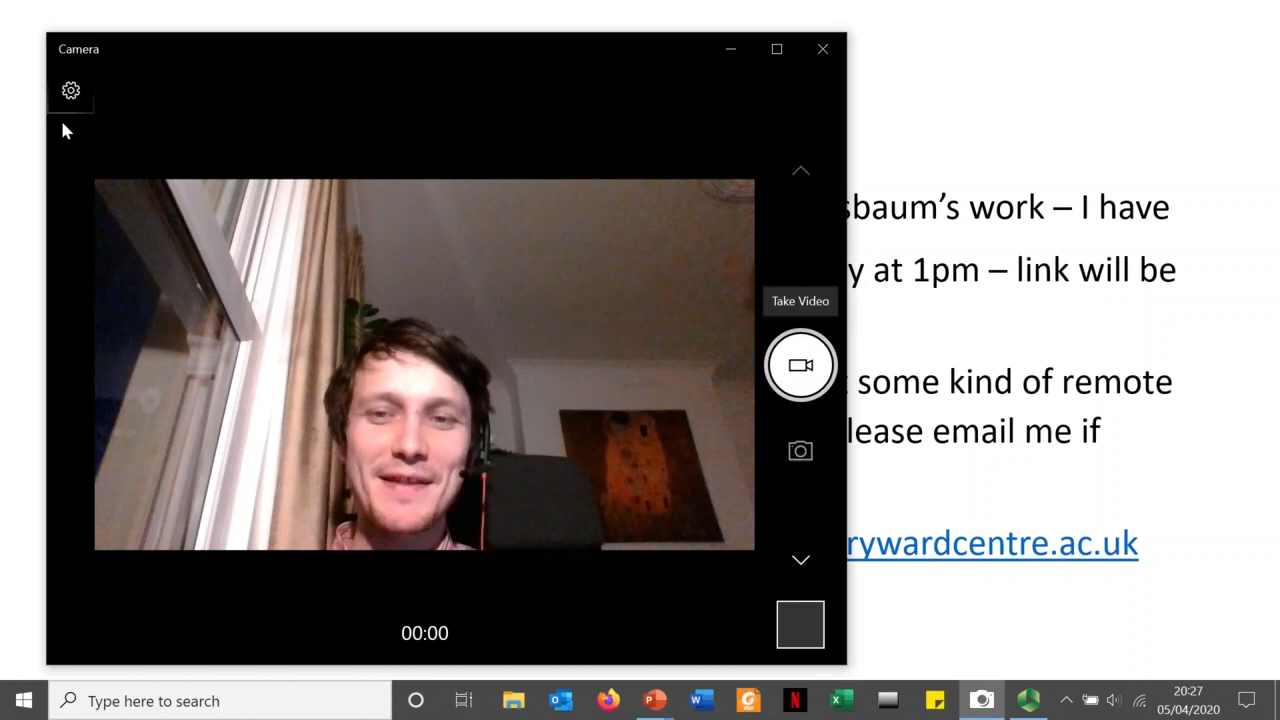 Camera
sbaum's work – I have
y at 1pm – link will be
Take Video
some kind of remote
lease email me if
rywardcentre.ac.uk
00:00
Type here to search
20:27
05/04/2020